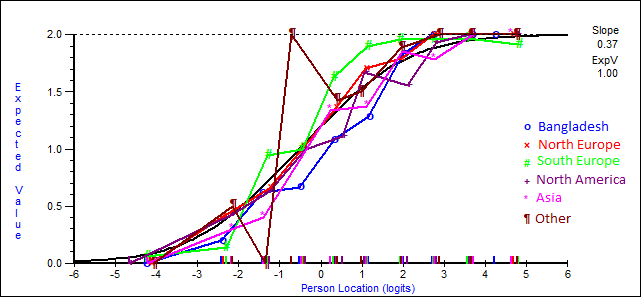 2.0
1.5
1.0
0.5
0.0
Expected Value
-6 -5 -4 -3 -2 -1 0 1 2 3 4 5 6
Person Location (logits)
Slope
0.37
ExpV
1.00
Bangladesh
North Europe
South Europe
North America
Asia
Other